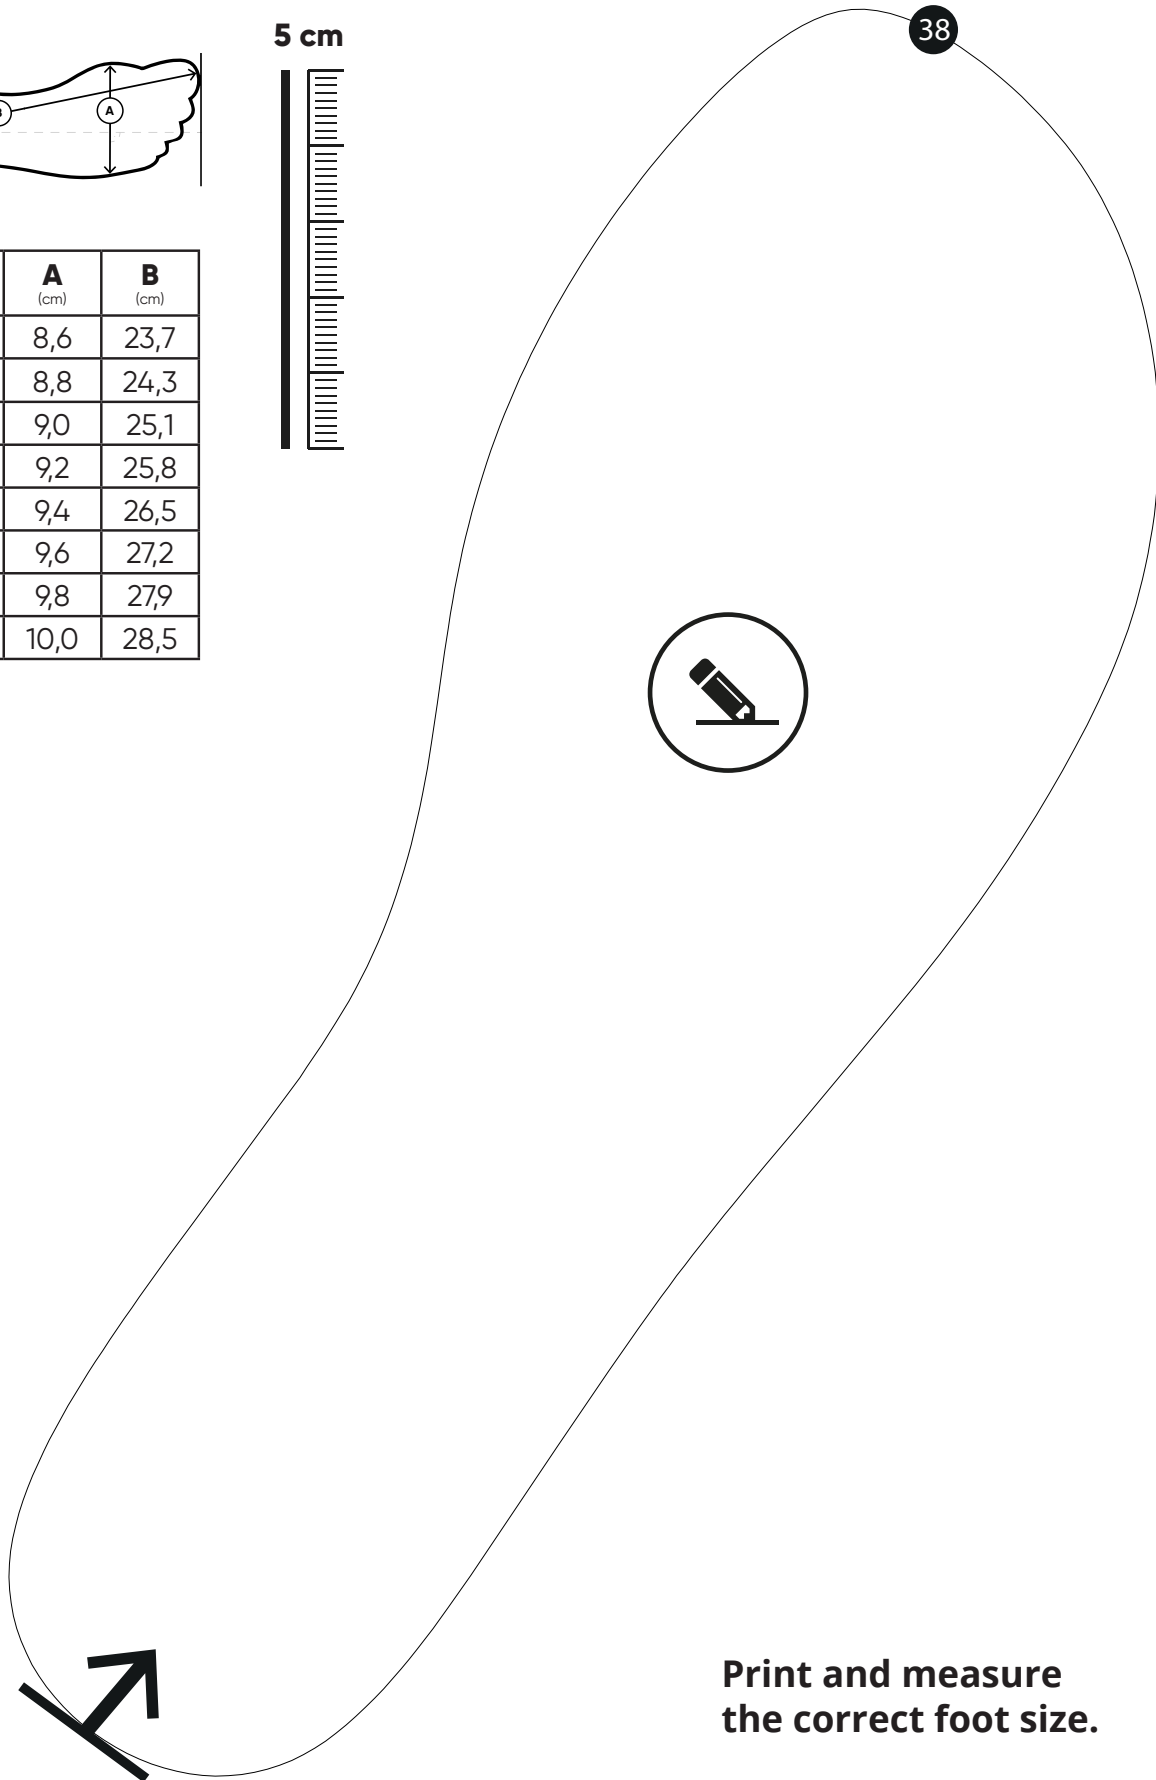 5 cm
38
A
A B
(cm) (cm)
8,6 23,7
8,8 24,3
9,0 25,1
9,2 25,8
9,4 26,5
9,6 27,2
9,8 27,9
10,0 28,5
Print and measure
the correct foot size.